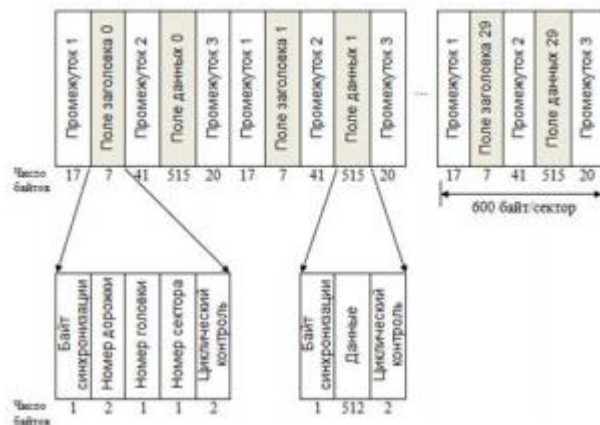 Промежуток 1
Поле заголовка 0
Промежуток 2
Поле данных 0
Промежуток 3
Промежуток 1
Поле заголовка 1
Промежуток 2
Поле данных 1
Промежуток 3
...
Промежуток 1
Поле заголовка 29
Промежуток 2
Поле данных 29
Промежуток 3
Число
байтов
17 7 41 515 20 17 7 41 515 20 17 7 41 515 20
600 байт/сектор
Байт
синхронизации
Номер дорожки
Номер головки
Номер сектора
Циклический
контроль
Байт
синхронизации
Данные
Циклический
контроль
Число
байтов
1 2 1 1 2 1 512 2